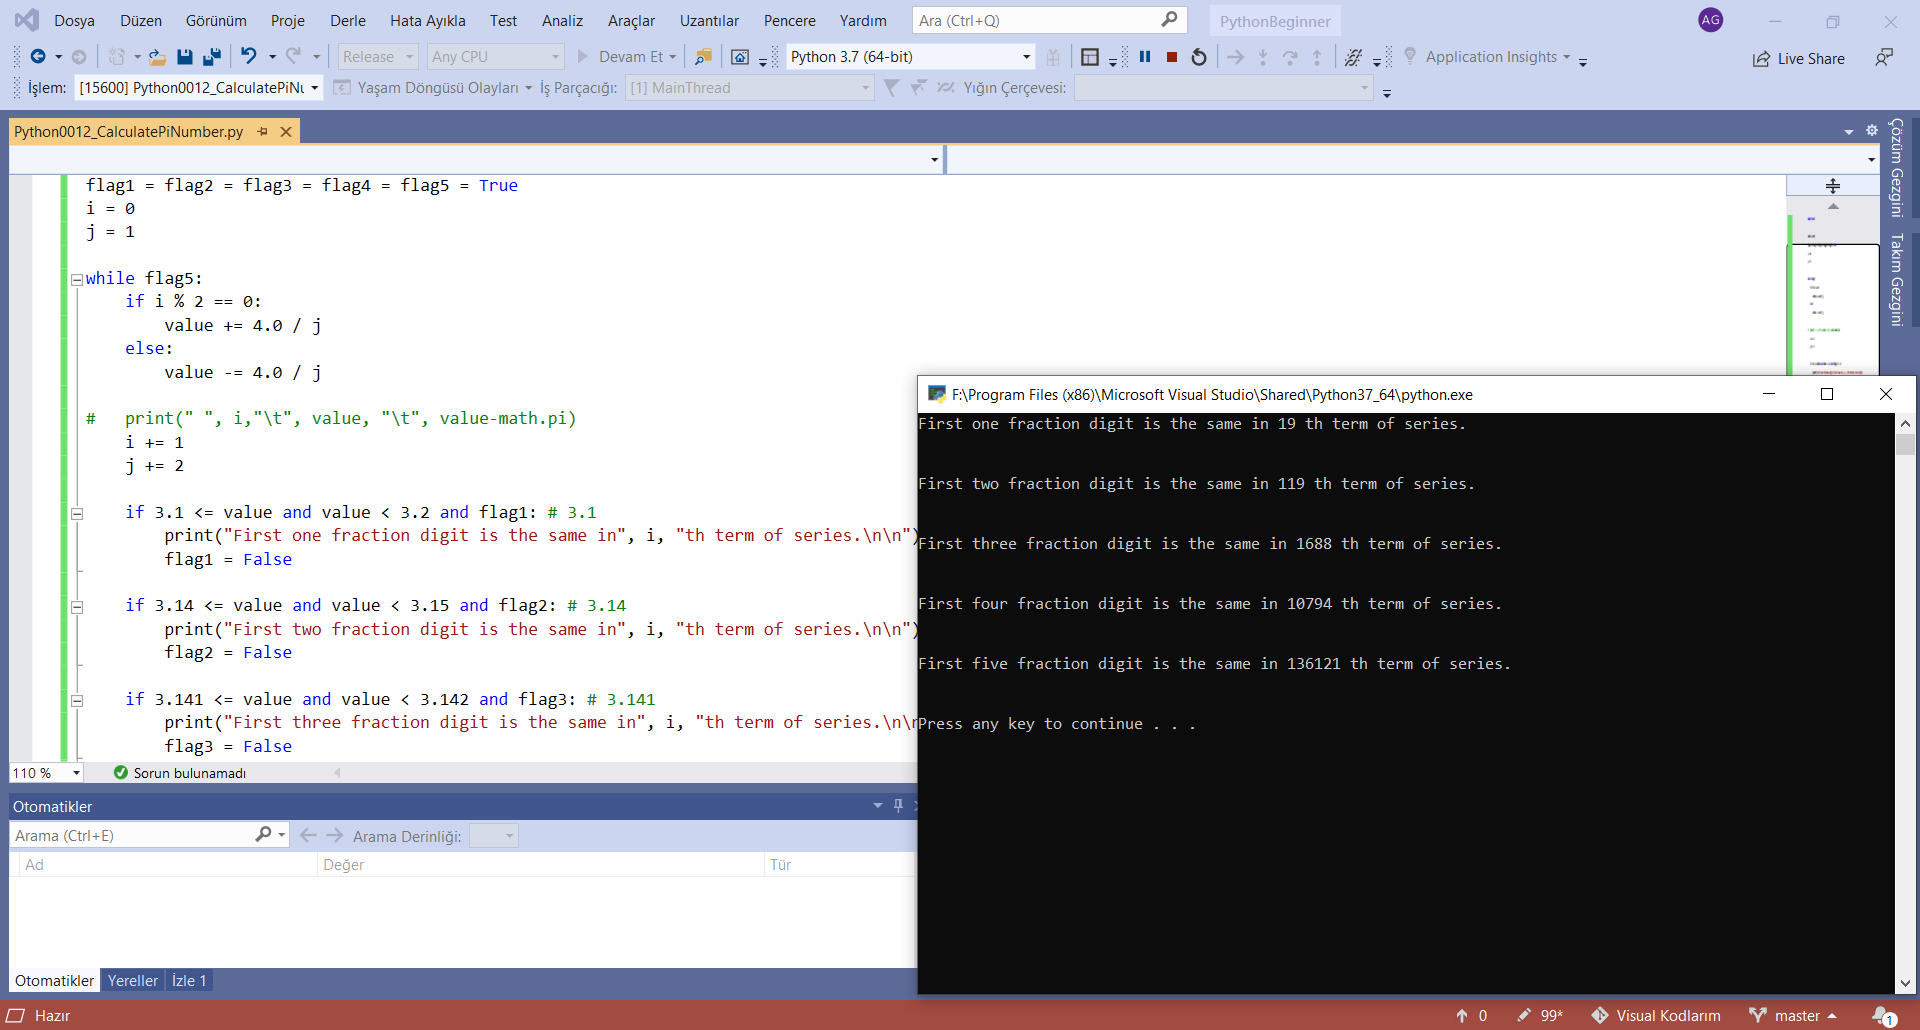 Dosya Düzen Görünüm Proje Derle Hata Ayıkla Test Analiz Araçlar Uzantılar Pencere Yardım Ara (Ctrl+Q) PythonBeginner AG
Release Any CPU Devam Et Python 3.7 (64-bit) Application Insights Live Share
İşlem: [15600] Python0012_CalculatePiNu Yaşam Döngüsü Olayları İş Parçacığı: [1] MainThread Yığın Çerçevesi:
Python0012_CalculatePiNumber.py
Çözüm Gezgini
Takım Gezgini
flag1 = flag2 = flag3 = flag4 = flag5 = True
i = 0
j = 1
while flag5:
if i % 2 == 0:
value += 4.0 / j
else:
value -= 4.0 / j
# print(" ", i,"\t", value, "\t", value-math.pi)
i += 1
j += 2
if 3.1 <= value and value < 3.2 and flag1: # 3.1
print("First one fraction digit is the same in", i, "th term of series.\n\n")
flag1 = False
if 3.14 <= value and value < 3.15 and flag2: # 3.14
print("First two fraction digit is the same in", i, "th term of series.\n\n")
flag2 = False
if 3.141 <= value and value < 3.142 and flag3: # 3.141
print("First three fraction digit is the same in", i, "th term of series.\n\n
flag3 = False
110 % Sorun bulunamadı
F:\Program Files (x86)\Microsoft Visual Studio\Shared\Python37_64\python.exe
First one fraction digit is the same in 19 th term of series.
First two fraction digit is the same in 119 th term of series.
First three fraction digit is the same in 1688 th term of series.
First four fraction digit is the same in 10794 th term of series.
First five fraction digit is the same in 136121 th term of series.
Press any key to continue . . .
Otomatikler
Arama (Ctrl+E) Arama Derinliği:
Ad Değer Tür
Otomatikler Yereller İzle 1
Hazır 0 99* Visual Kodlarım master 1